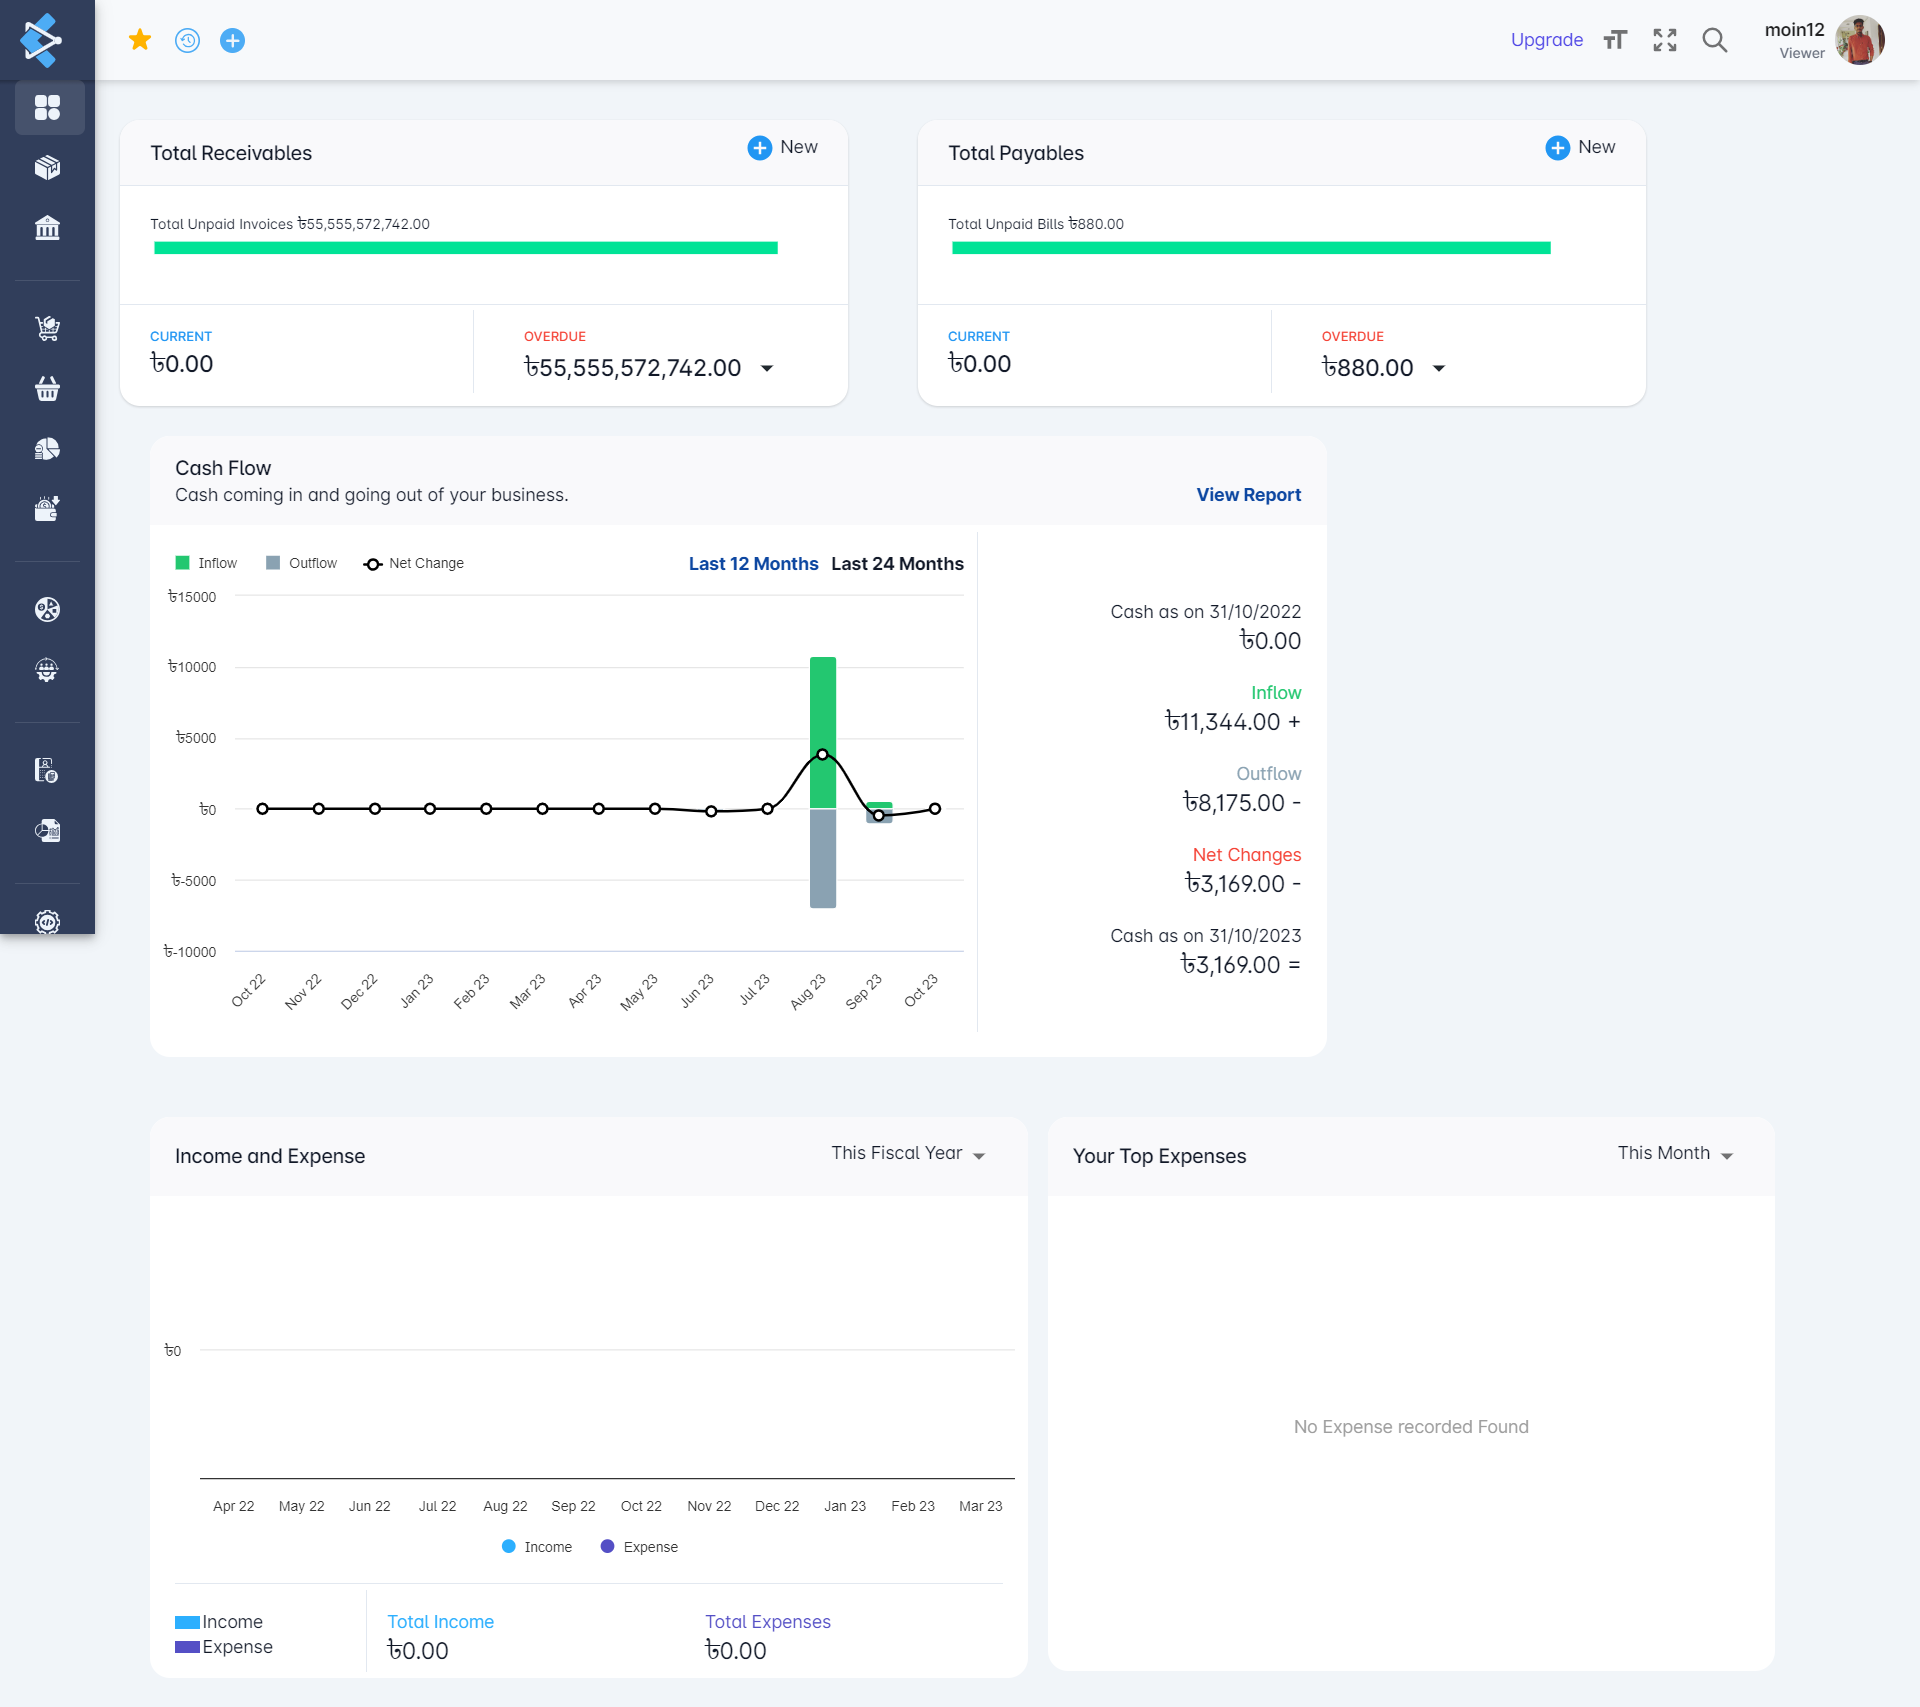 Upgrade
moin12
Viewer
Total Receivables
New
Total Unpaid Invoices ৳55,555,572,742.00
CURRENT
৳0.00
OVERDUE
৳55,555,572,742.00
Total Payables
New
Total Unpaid Bills ৳880.00
CURRENT
৳0.00
OVERDUE
৳880.00
Cash Flow
Cash coming in and going out of your business.
View Report
Inflow Outflow Net Change
Last 12 Months Last 24 Months
৳15000
৳10000
৳5000
৳0
৳-5000
৳-10000
Oct 22 Nov 22 Dec 22 Jan 23 Feb 23 Mar 23 Apr 23 May 23 Jun 23 Jul 23 Aug 23 Sep 23 Oct 23
Cash as on 31/10/2022
৳0.00
Inflow
৳11,344.00 +
Outflow
৳8,175.00 -
Net Changes
৳3,169.00 -
Cash as on 31/10/2023
৳3,169.00 =
Income and Expense
This Fiscal Year
৳0
Apr 22 May 22 Jun 22 Jul 22 Aug 22 Sep 22 Oct 22 Nov 22 Dec 22 Jan 23 Feb 23 Mar 23
Income Expense
Income
Expense
Total Income
৳0.00
Total Expenses
৳0.00
Your Top Expenses
This Month
No Expense recorded Found